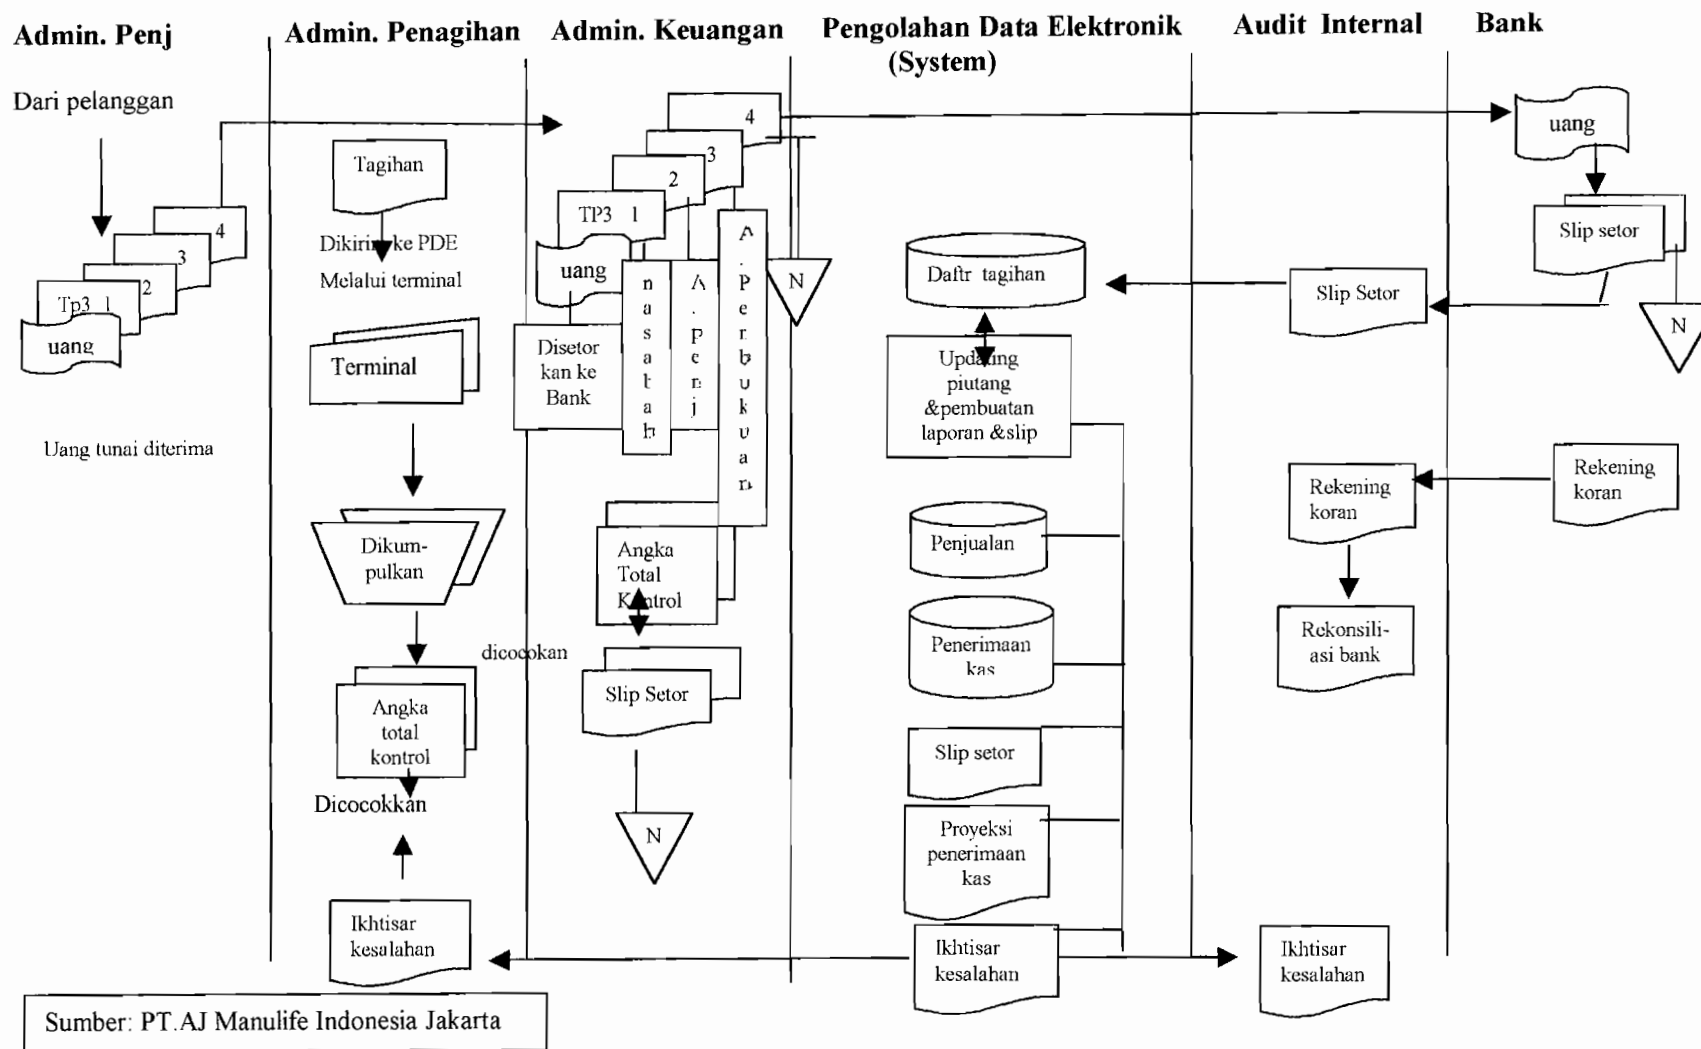 Admin. Penj
Admin. Penagihan
Admin. Keuangan
Pengolahan Data Elektronik
(System)
Audit Internal
Bank
Dari pelanggan
4
3
2
Tp3 1
uang
Uang tunai diterima
Tagihan
Dikirim ke PDE
Melalui terminal
Terminal
Dikum-
pulkan
Angka
total
kontrol
Dicocokkan
Ikhtisar
kesalahan
4
3
2
TP3 1
uang
Disetor
kan ke
Bank
nasabah
A.penj
A.Perbukuan
N
Angka
Total
Kontrol
dicocokan
Slip Setor
N
Daftr tagihan
Updating
piutang
&pembuatan
laporan &slip
Penjualan
Penerimaan
kas
Slip setor
Proyeksi
penerimaan
kas
Ikhtisar
kesalahan
Slip Setor
Rekening
koran
Rekonsili-
asi bank
Ikhtisar
kesalahan
uang
Slip setor
N
Rekening
koran
Sumber: PT.AJ Manulife Indonesia Jakarta